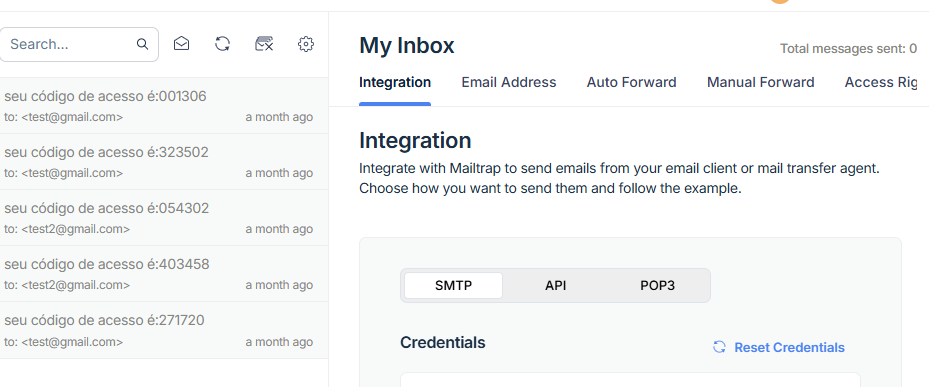 Search...
seu código de acesso é:001306
to: <test@gmail.com> a month ago
seu código de acesso é:323502
to: <test@gmail.com> a month ago
seu código de acesso é:054302
to: <test2@gmail.com> a month ago
seu código de acesso é:403458
to: <test2@gmail.com> a month ago
seu código de acesso é:271720
to: <test@gmail.com> a month ago
My Inbox
Total messages sent: 0
Integration Email Address Auto Forward Manual Forward Access Rig
Integration
Integrate with Mailtrap to send emails from your email client or mail transfer agent.
Choose how you want to send them and follow the example.
SMTP API POP3
Credentials
Reset Credentials